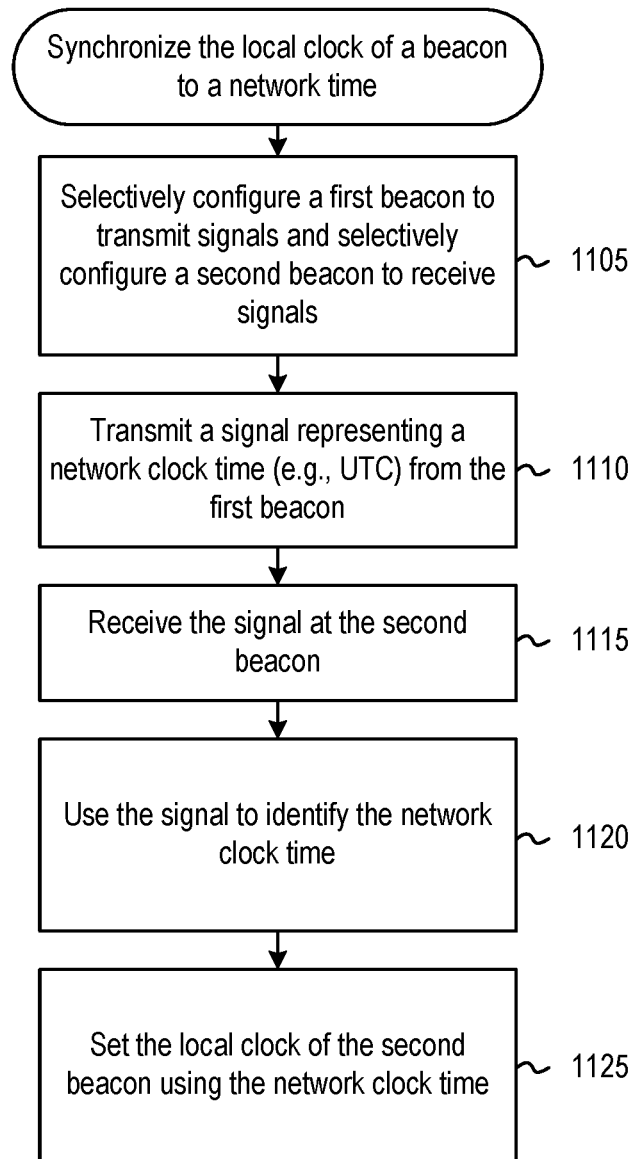 Synchronize the local clock of a beacon
to a network time
Selectively configure a first beacon to
transmit signals and selectively
configure a second beacon to receive
signals
1105
Transmit a signal representing a
network clock time (e.g., UTC) from the
first beacon
1110
Receive the signal at the second
beacon
1115
Use the signal to identify the network
clock time
1120
Set the local clock of the second
beacon using the network clock time
1125